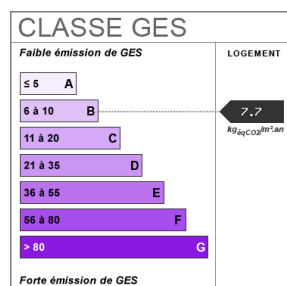 CLASSE GES
Faible émission de GES
LOGEMENT
≤ 5 A
6 à 10 B
7.7
kgéqCO2/m².an
11 à 20 C
21 à 35 D
36 à 55 E
56 à 80 F
> 80 G
Forte émission de GES